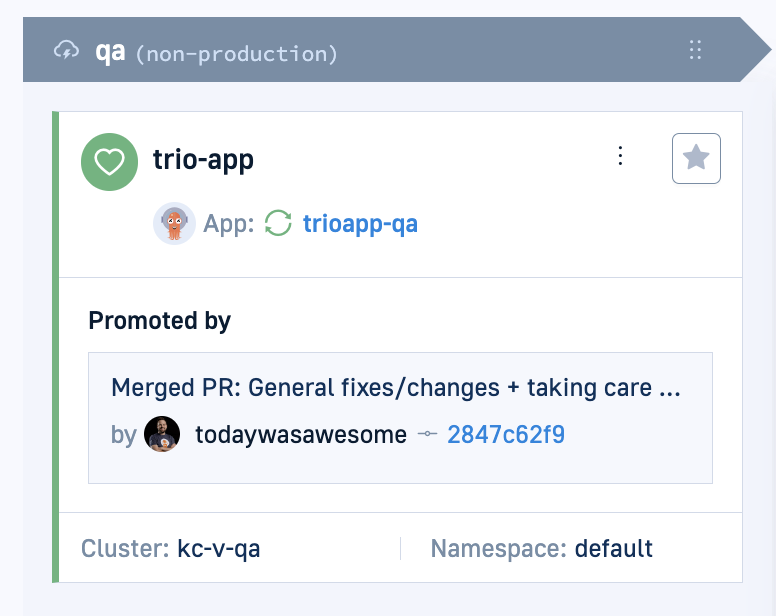 qa (non-production)
trio-app
App: trioapp-qa
Promoted by
Merged PR: General fixes/changes + taking care ...
by todaywasawesome 2847c62f9
Cluster: kc-v-qa
Namespace: default